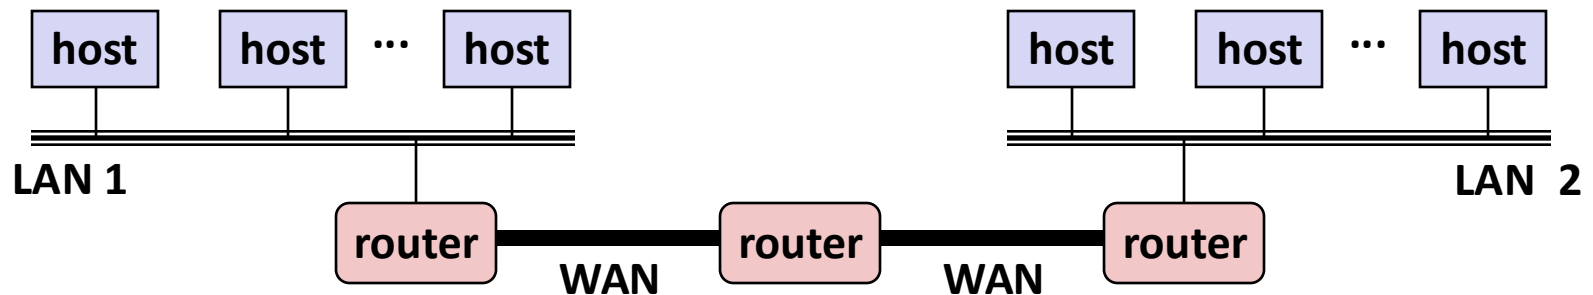 host host ... host host host ... host
LAN 1 LAN 2
router router router
WAN WAN